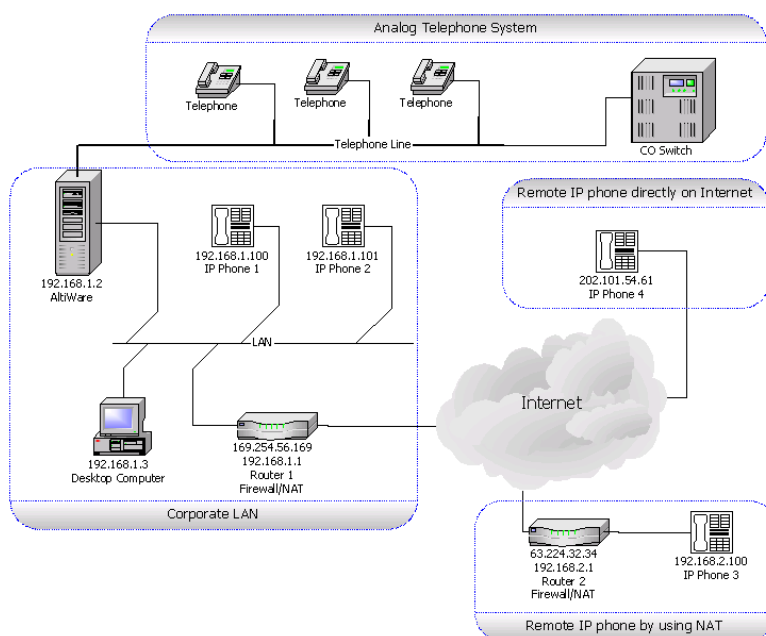 Analog Telephone System
Telephone
Telephone
Telephone
Telephone Line
CO Switch
192.168.1.2
AltiWare
192.168.1.100
IP Phone 1
192.168.1.101
IP Phone 2
LAN
192.168.1.3
Desktop Computer
169.254.56.169
192.168.1.1
Router 1
Firewall/NAT
Corporate LAN
Remote IP phone directly on Internet
202.101.54.61
IP Phone 4
Internet
63.224.32.34
192.168.2.1
Router 2
Firewall/NAT
192.168.2.100
IP Phone 3
Remote IP phone by using NAT